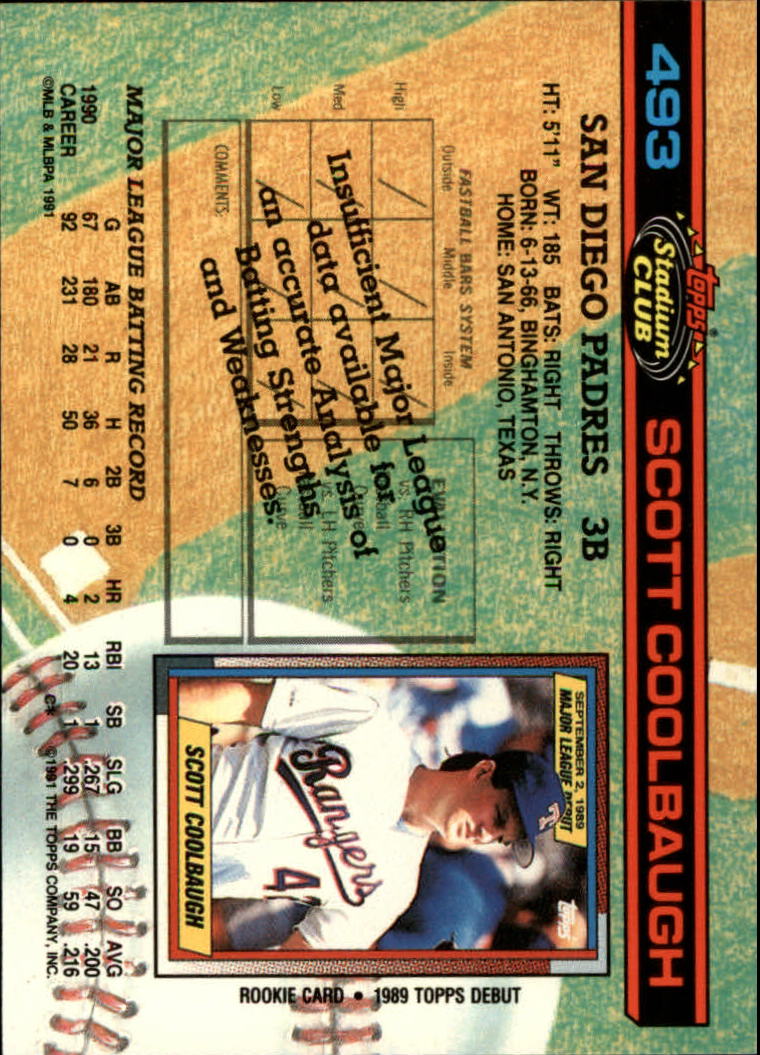 493
topps®
Stadium
CLUB
SCOTT COOLBAUGH
SAN DIEGO PADRES 3B
HT: 5'11" WT: 185 BATS: RIGHT THROWS: RIGHT
BORN: 6-13-66, BINGHAMTON, N.Y.
HOME: SAN ANTONIO, TEXAS
FASTBALL BARS SYSTEM
Outside Middle Inside
High
Med
Low
EVALUATION
vs. RH Pitchers
vs. LH Pitchers
Curve
COMMENTS:
Insufficient Major League
data available for
an accurate Analysis of
Batting Strengths
and Weaknesses.
SEPTEMBER 2, 1989
MAJOR LEAGUE DEBUT
topps
T
Rangers
4
SCOTT COOLBAUGH
ROOKIE CARD • 1989 TOPPS DEBUT
MAJOR LEAGUE BATTING RECORD
G AB R H 2B 3B HR RBI SB SLG BB SO AVG
1990 67 180 21 36 6 0 2 13 1 .267 15 47 .200
CAREER 92 231 28 50 7 0 4 20 1 .299 19 59 .216
©MLB & MLBPA 1991
C* ©1991 THE TOPPS COMPANY, INC.